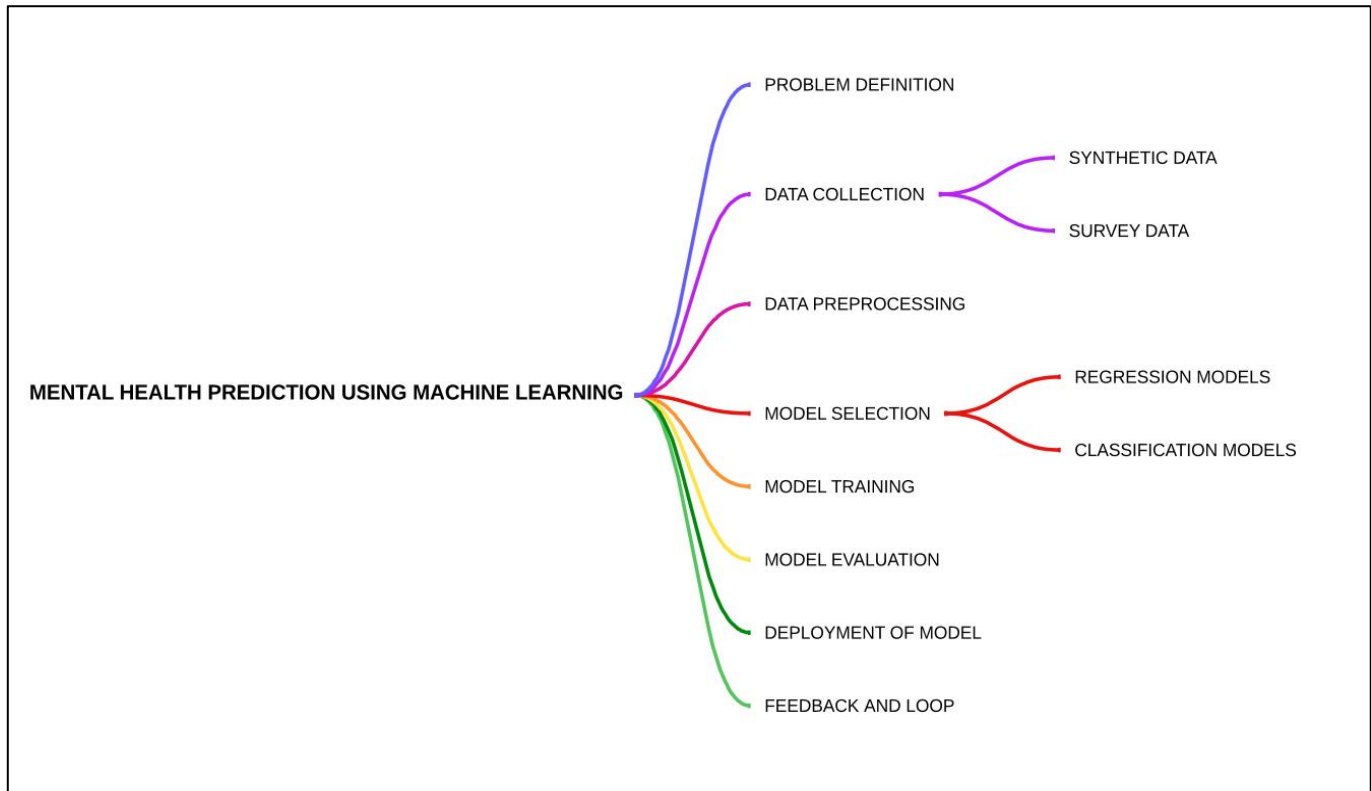 MENTAL HEALTH PREDICTION USING MACHINE LEARNING
PROBLEM DEFINITION
DATA COLLECTION
SYNTHETIC DATA
SURVEY DATA
DATA PREPROCESSING
MODEL SELECTION
REGRESSION MODELS
CLASSIFICATION MODELS
MODEL TRAINING
MODEL EVALUATION
DEPLOYMENT OF MODEL
FEEDBACK AND LOOP